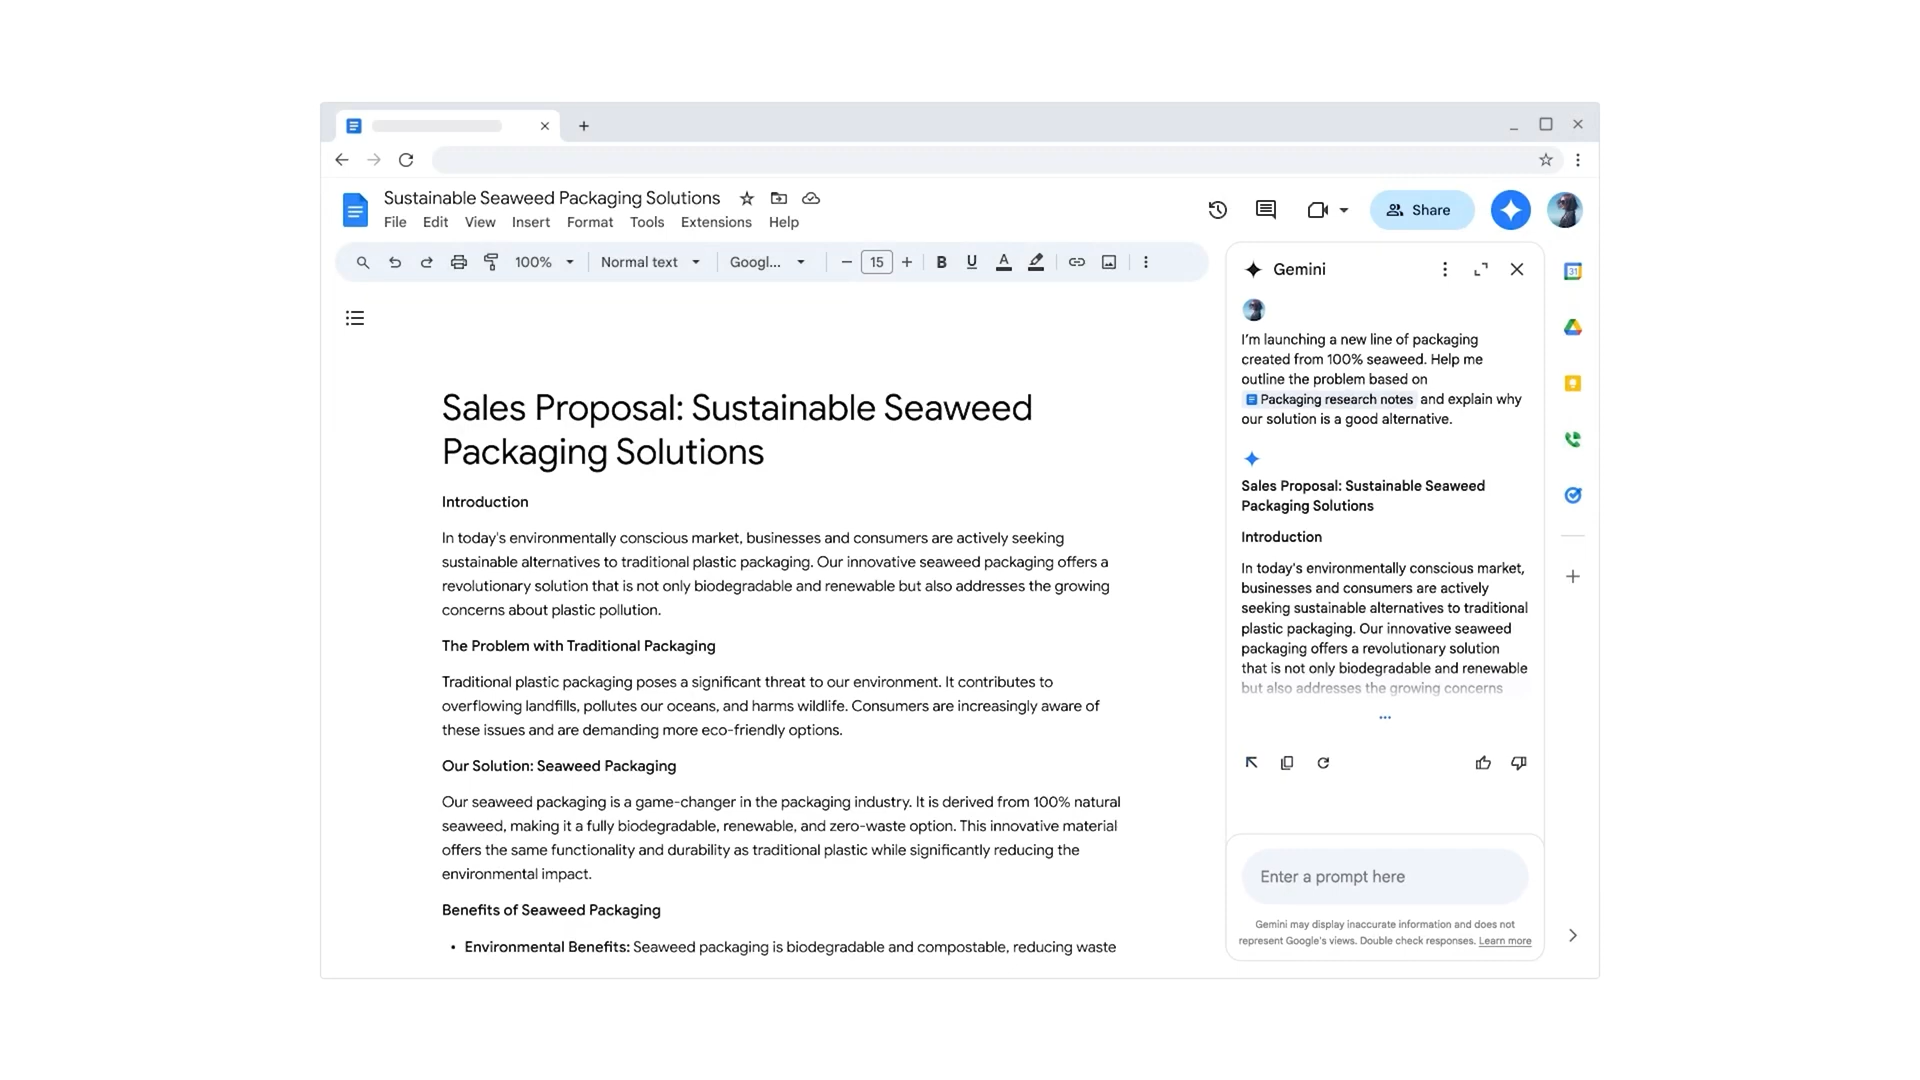 Sustainable Seaweed Packaging Solutions
File Edit View Insert Format Tools Extensions Help
Share
100% Normal text Googl... 15 B U A
Sales Proposal: Sustainable Seaweed
Packaging Solutions
Introduction
In today's environmentally conscious market, businesses and consumers are actively seeking
sustainable alternatives to traditional plastic packaging. Our innovative seaweed packaging offers a
revolutionary solution that is not only biodegradable and renewable but also addresses the growing
concerns about plastic pollution.
The Problem with Traditional Packaging
Traditional plastic packaging poses a significant threat to our environment. It contributes to
overflowing landfills, pollutes our oceans, and harms wildlife. Consumers are increasingly aware of
these issues and are demanding more eco-friendly options.
Our Solution: Seaweed Packaging
Our seaweed packaging is a game-changer in the packaging industry. It is derived from 100% natural
seaweed, making it a fully biodegradable, renewable, and zero-waste option. This innovative material
offers the same functionality and durability as traditional plastic while significantly reducing the
environmental impact.
Benefits of Seaweed Packaging
• Environmental Benefits: Seaweed packaging is biodegradable and compostable, reducing waste
Gemini
I'm launching a new line of packaging
created from 100% seaweed. Help me
outline the problem based on
Packaging research notes and explain why
our solution is a good alternative.
Sales Proposal: Sustainable Seaweed
Packaging Solutions
Introduction
In today's environmentally conscious market,
businesses and consumers are actively
seeking sustainable alternatives to traditional
plastic packaging. Our innovative seaweed
packaging offers a revolutionary solution
that is not only biodegradable and renewable
but also addresses the growing concerns
...
Enter a prompt here
Gemini may display inaccurate information and does not
represent Google's views. Double check responses. Learn more
31